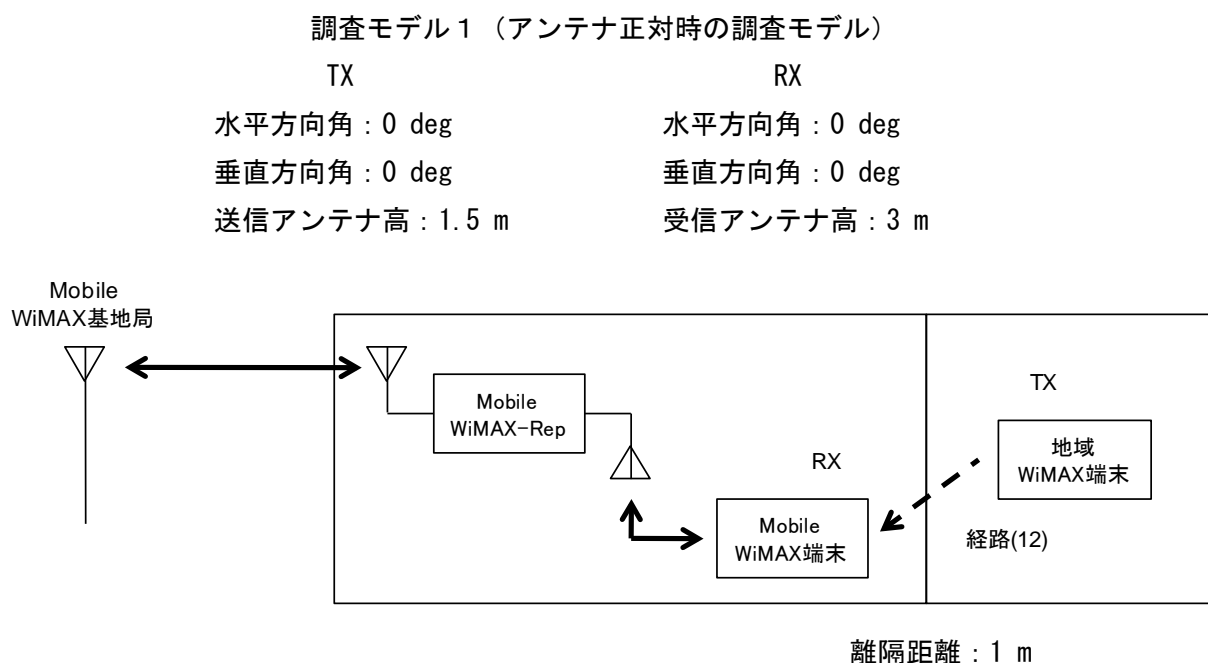 調査モデル１（アンテナ正対時の調査モデル）
TX RX
水平方向角：0 deg 水平方向角：0 deg
垂直方向角：0 deg 垂直方向角：0 deg
送信アンテナ高：1.5 m 受信アンテナ高：3 m
Mobile
WiMAX基地局
Mobile
WiMAX-Rep
RX
Mobile
WiMAX端末
TX
地域
WiMAX端末
経路(12)
離隔距離：1 m